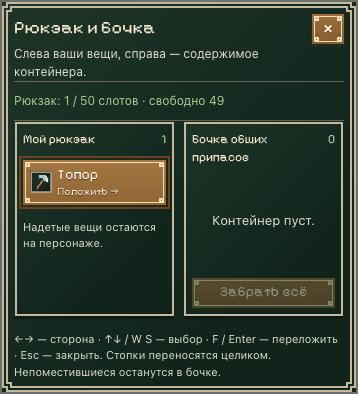 Рюкзак и бочка
×
Слева ваши вещи, справа — содержимое
контейнера.
Рюкзак: 1 / 50 слотов · свободно 49
Мой рюкзак 1
Топор
Положить →
Надетые вещи остаются
на персонаже.
Бочка общих 0
припасов
Контейнер пуст.
Забрать всё
←→ — сторона · ↑↓ / W S — выбор · F / Enter — переложить
· Esc — закрыть. Стопки переносятся целиком.
Непоместившиеся останутся в бочке.